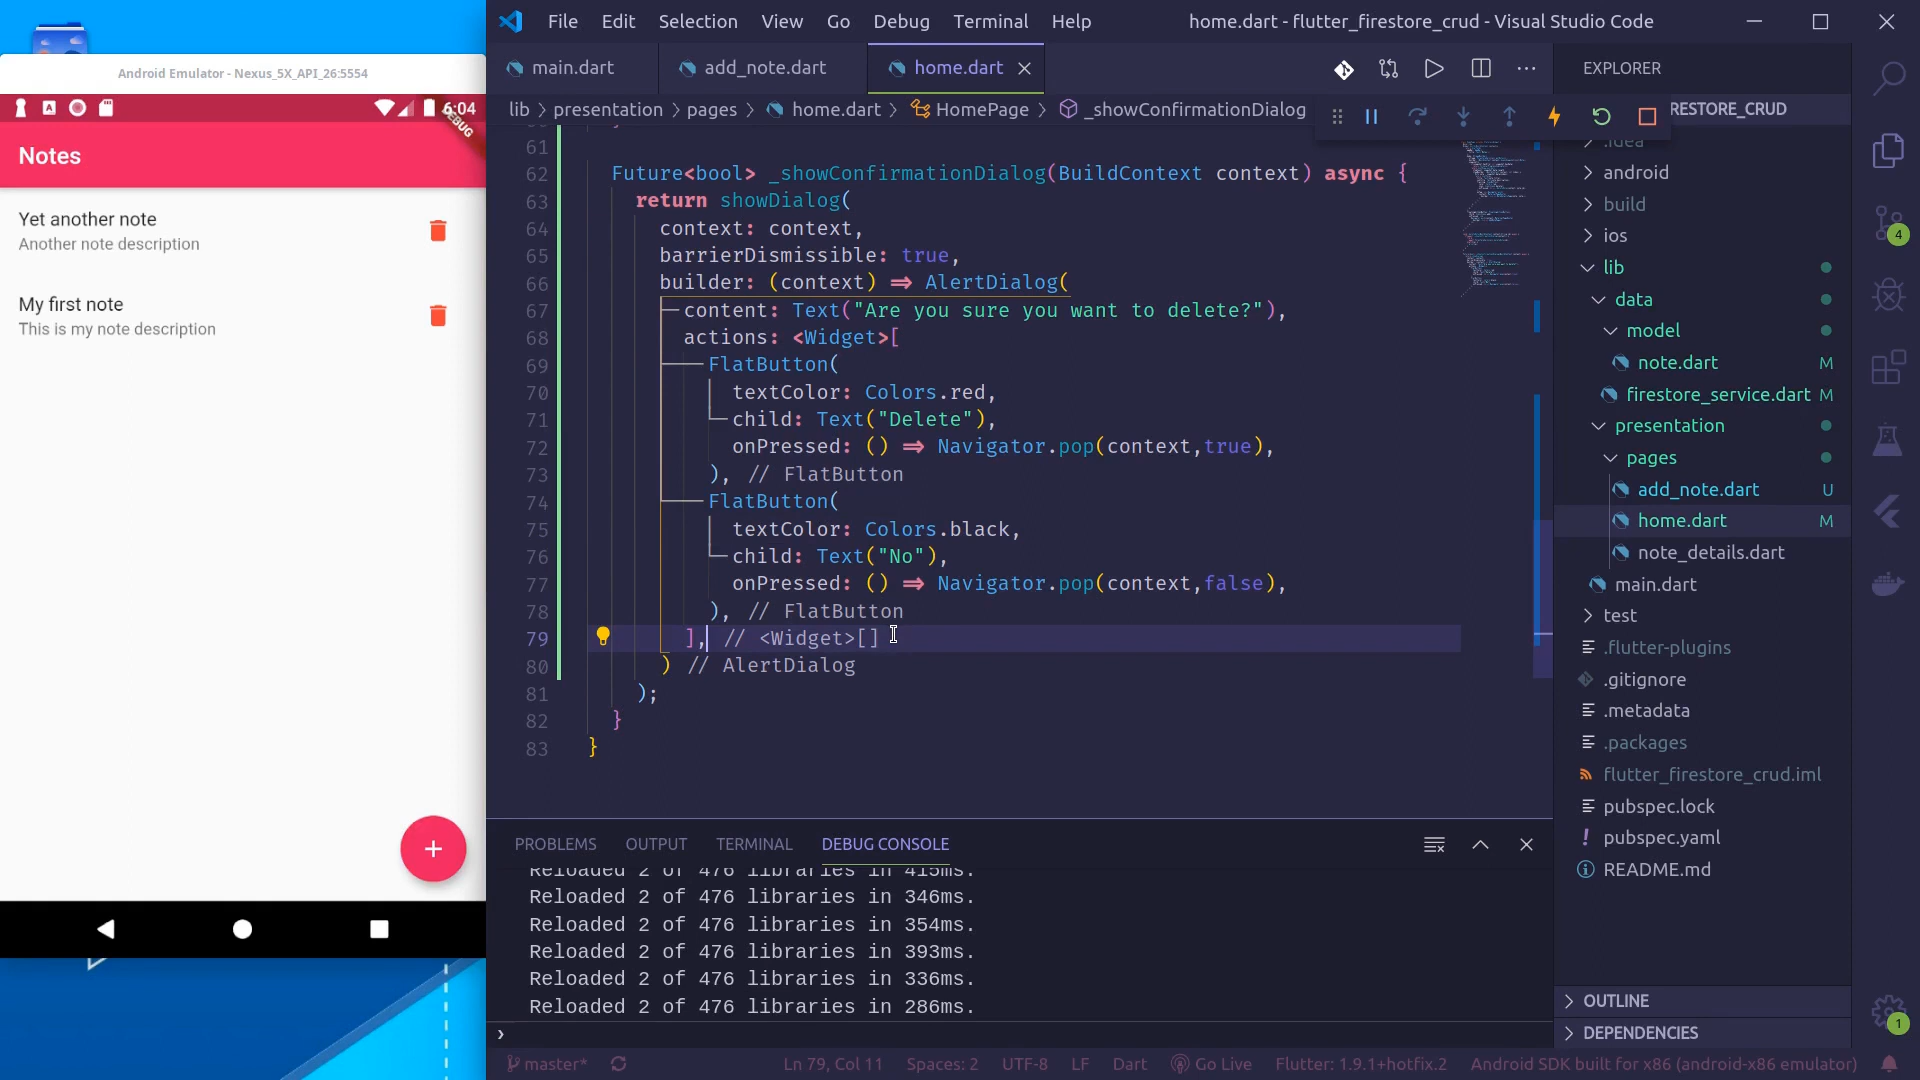 Android Emulator - Nexus_5X_API_26:5554
6:04
DEBUG
Notes
Yet another note
Another note description
My first note
This is my note description
+
File Edit Selection View Go Debug Terminal Help
home.dart - flutter_firestore_crud - Visual Studio Code
main.dart
add_note.dart
home.dart
lib > presentation > pages > home.dart > HomePage > _showConfirmationDialog
61
62 Future<bool> _showConfirmationDialog(BuildContext context) async {
63 return showDialog(
64 context: context,
65 barrierDismissible: true,
66 builder: (context) => AlertDialog(
67 content: Text("Are you sure you want to delete?"),
68 actions: <Widget>[
69 FlatButton(
70 textColor: Colors.red,
71 child: Text("Delete"),
72 onPressed: () => Navigator.pop(context,true),
73 ), // FlatButton
74 FlatButton(
75 textColor: Colors.black,
76 child: Text("No"),
77 onPressed: () => Navigator.pop(context,false),
78 ), // FlatButton
79 ], // <Widget>[]
80 ) // AlertDialog
81 );
82 }
83 }
PROBLEMS OUTPUT TERMINAL DEBUG CONSOLE
Reloaded 2 of 476 libraries in 415ms.
Reloaded 2 of 476 libraries in 346ms.
Reloaded 2 of 476 libraries in 354ms.
Reloaded 2 of 476 libraries in 393ms.
Reloaded 2 of 476 libraries in 336ms.
Reloaded 2 of 476 libraries in 286ms.
EXPLORER
RESTORE_CRUD
.idea
android
build
ios
lib
data
model
note.dart M
firestore_service.dart M
presentation
pages
add_note.dart U
home.dart M
note_details.dart
main.dart
test
.flutter-plugins
.gitignore
.metadata
.packages
flutter_firestore_crud.iml
pubspec.lock
! pubspec.yaml
README.md
OUTLINE
DEPENDENCIES
4
1
master* Ln 79, Col 11 Spaces: 2 UTF-8 LF Dart Go Live Flutter: 1.9.1+hotfix.2 Android SDK built for x86 (android-x86 emulator)